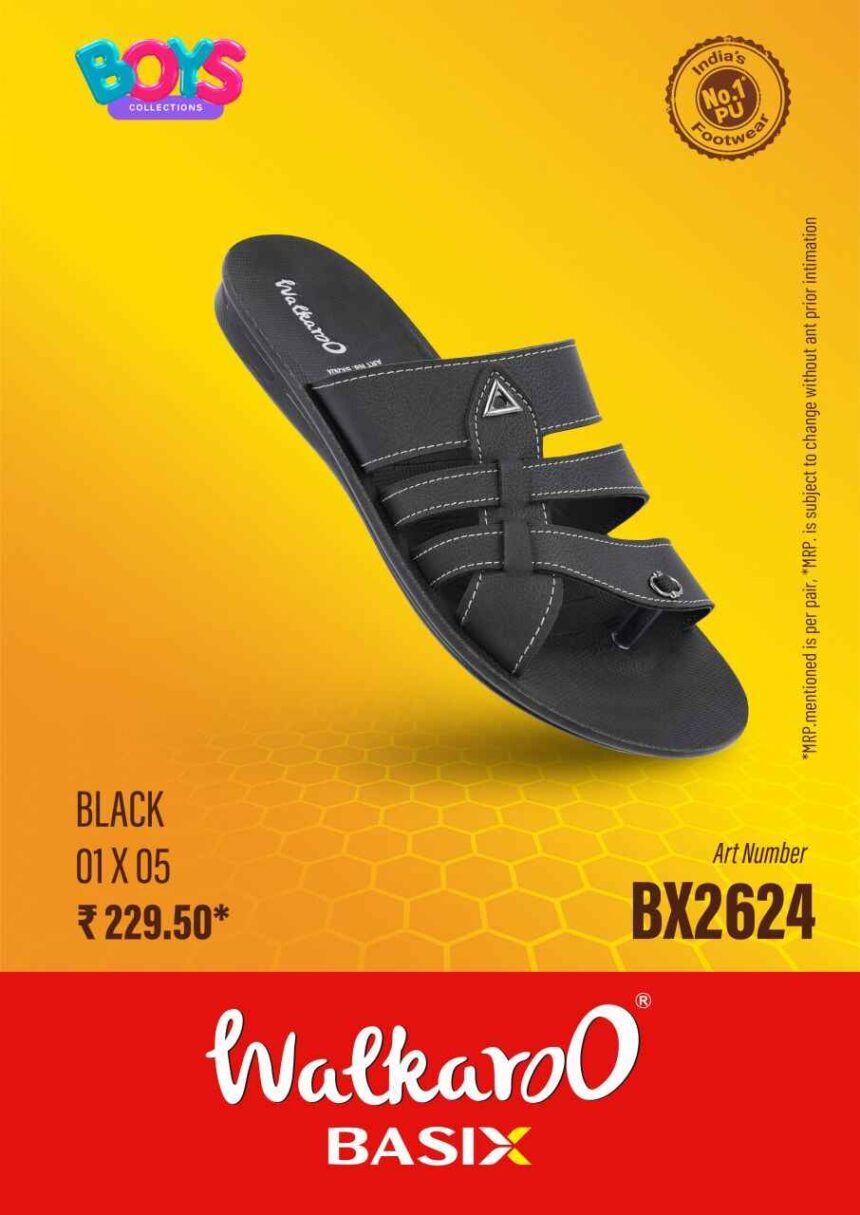 BOYS
COLLECTIONS
India's
No.1*
PU
Footwear
*MRP.mentioned is per pair, *MRP. is subject to change without ant prior intimation
WalkaroO
BLACK
01 X 05
₹ 229.50*
Art Number
BX2624
WalkaroO®
BASIX